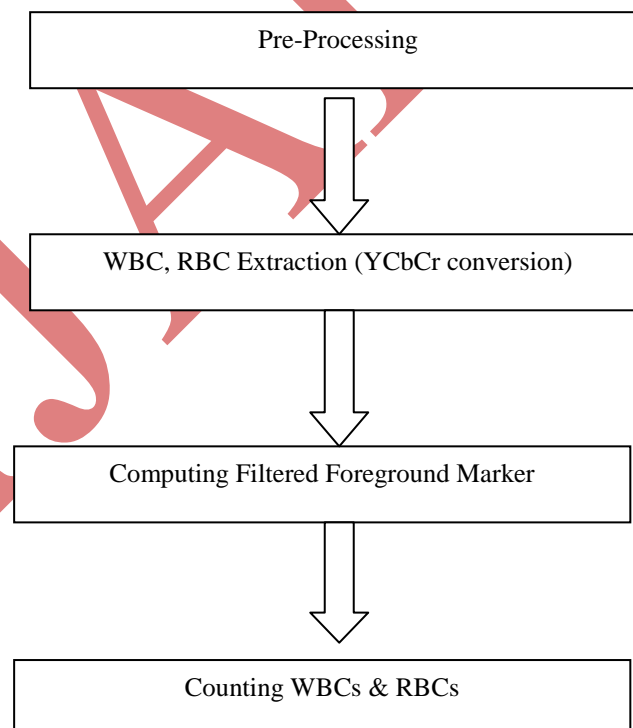 Pre-Processing
WBC, RBC Extraction (YCbCr conversion)
Computing Filtered Foreground Marker
Counting WBCs & RBCs